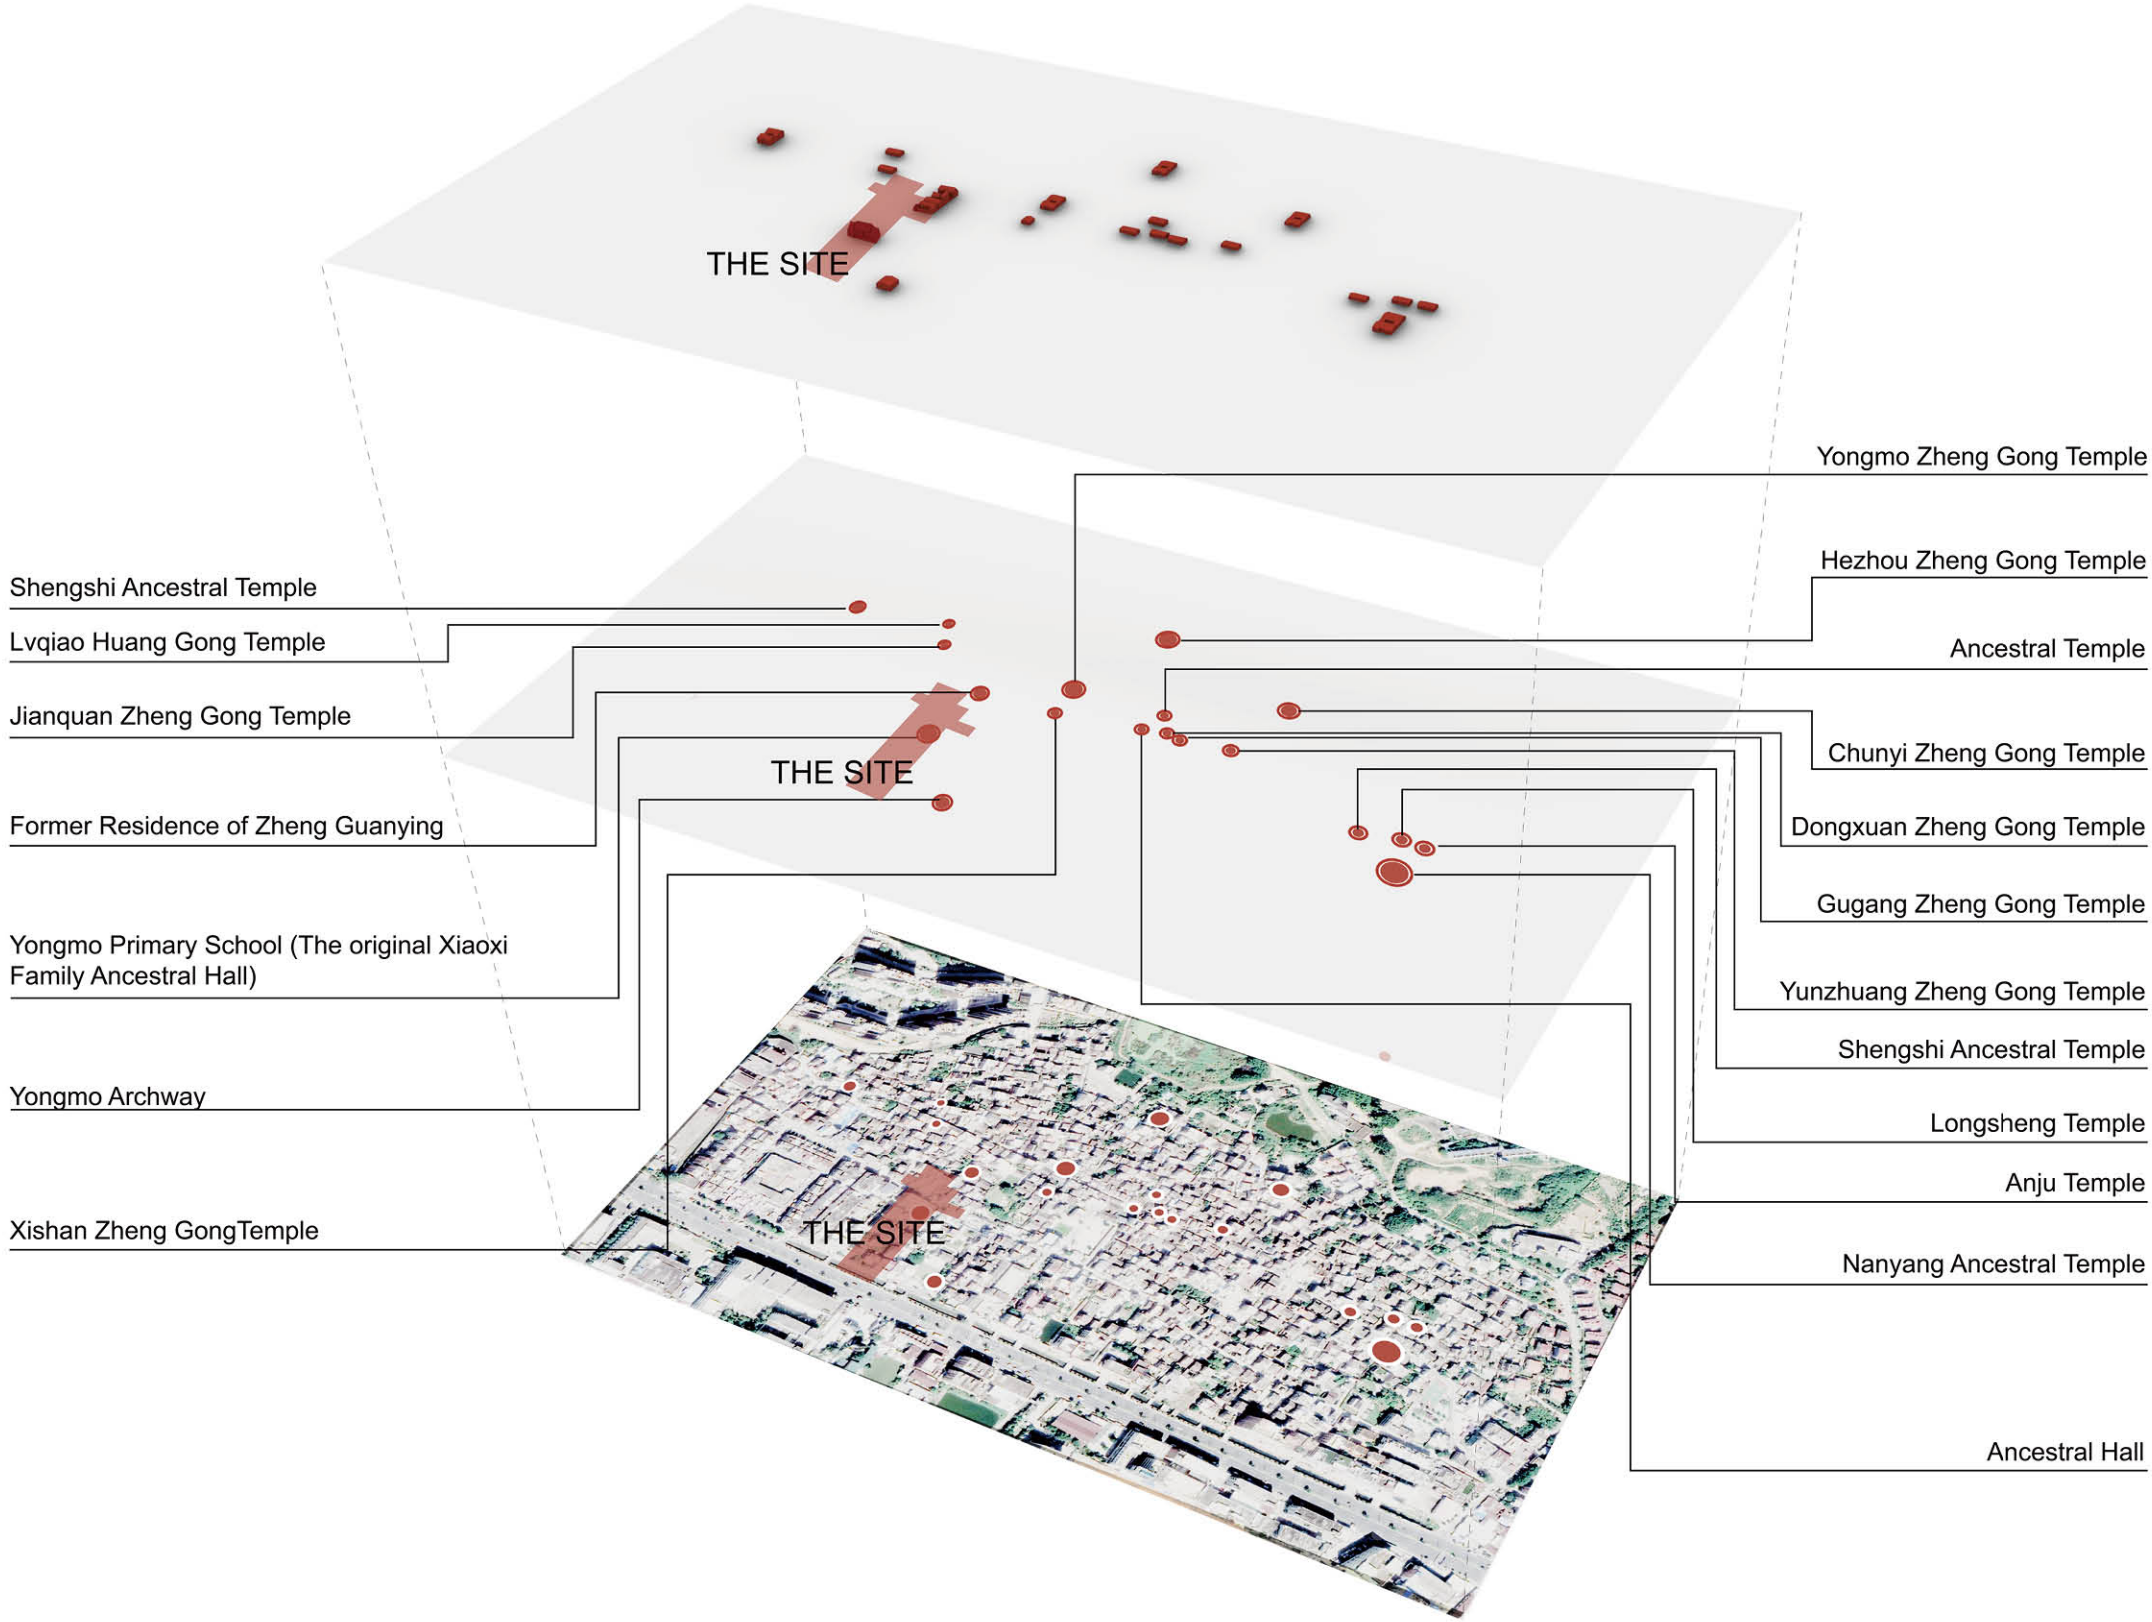 THE SITE
Yongmo Zheng Gong Temple
Hezhou Zheng Gong Temple
Shengshi Ancestral Temple
Lvqiao Huang Gong Temple
Ancestral Temple
Jianquan Zheng Gong Temple
Chunyi Zheng Gong Temple
THE SITE
Former Residence of Zheng Guanying
Dongxuan Zheng Gong Temple
Gugang Zheng Gong Temple
Yongmo Primary School (The original Xiaoxi
Family Ancestral Hall)
Yunzhuang Zheng Gong Temple
Shengshi Ancestral Temple
Yongmo Archway
Longsheng Temple
Anju Temple
Xishan Zheng GongTemple
THE SITE
Nanyang Ancestral Temple
Ancestral Hall